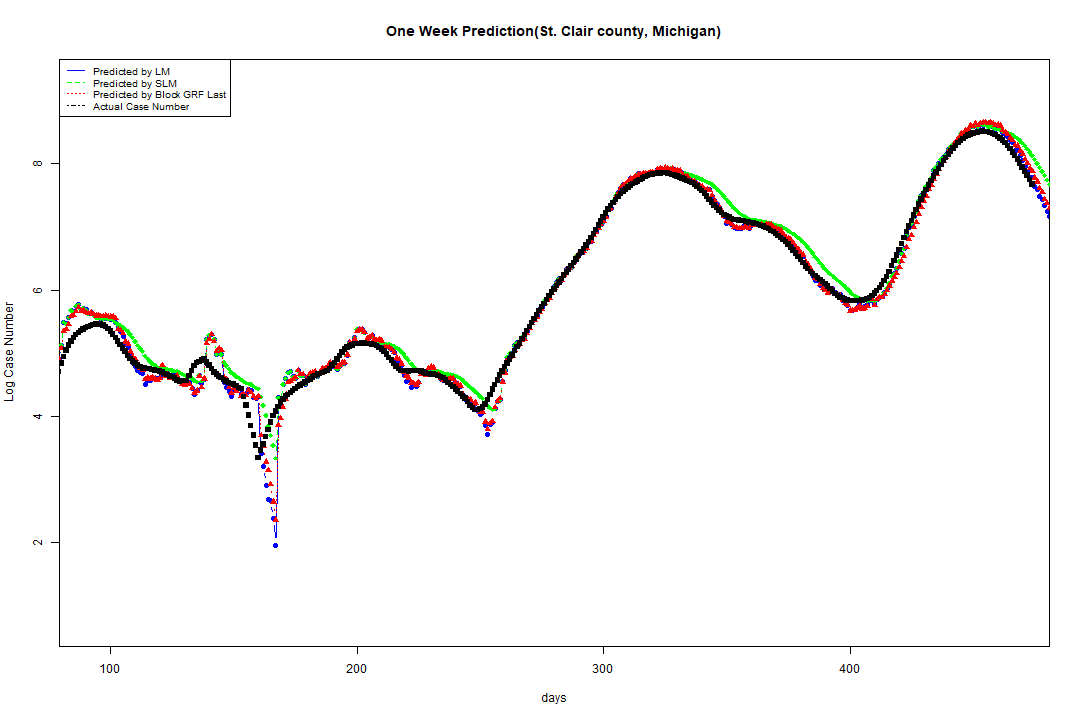 One Week Prediction(St. Clair county, Michigan)
Predicted by LM
Predicted by SLM
Predicted by Block GRF Last
Actual Case Number
8
6
4
2
Log Case Number
100 200 300 400
days